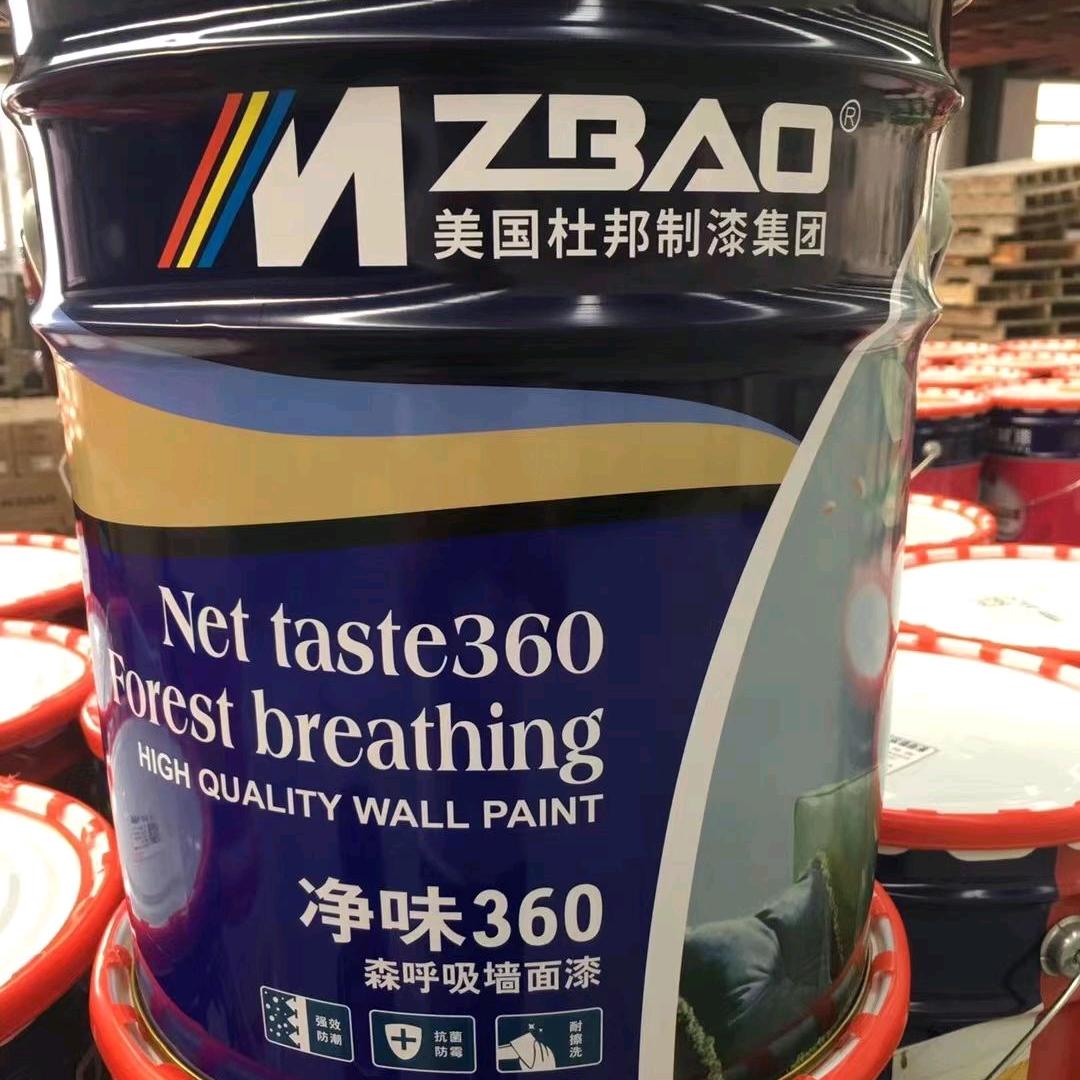 MZBAO®
美国杜邦制漆集团
Net taste360
Forest breathing
HIGH QUALITY WALL PAINT
净味360
森呼吸墙面漆
强效
防潮
抗菌
防霉
耐
擦
洗